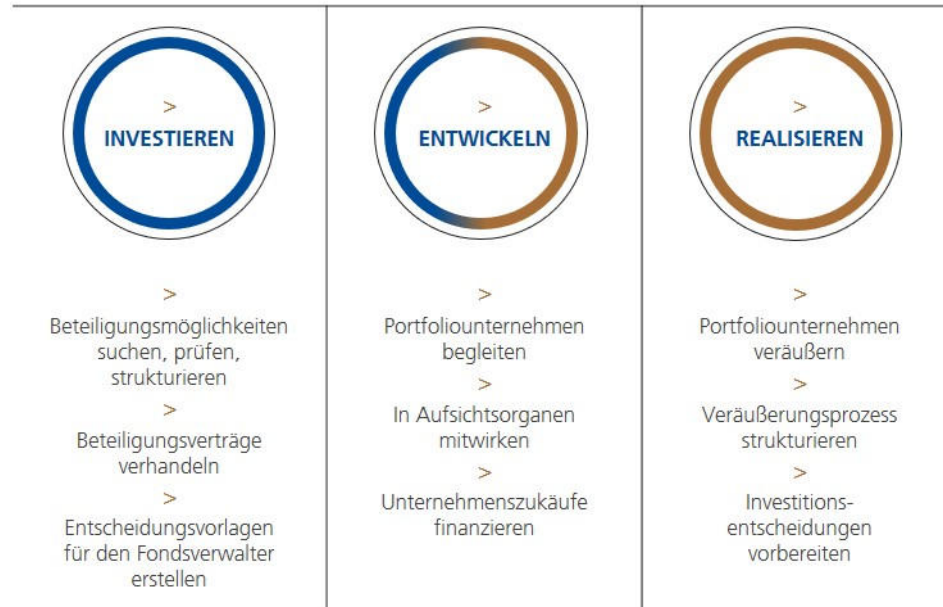 >
INVESTIEREN
>
Beteiligungsmöglichkeiten
suchen, prüfen,
strukturieren
>
Beteiligungsverträge
verhandeln
>
Entscheidungsvorlagen
für den Fondsverwalter
erstellen
>
ENTWICKELN
>
Portfoliounternehmen
begleiten
>
In Aufsichtsorganen
mitwirken
>
Unternehmenszukäufe
finanzieren
>
REALISIEREN
>
Portfoliounternehmen
veräußern
>
Veräußerungsprozess
strukturieren
>
Investitions-
entscheidungen
vorbereiten